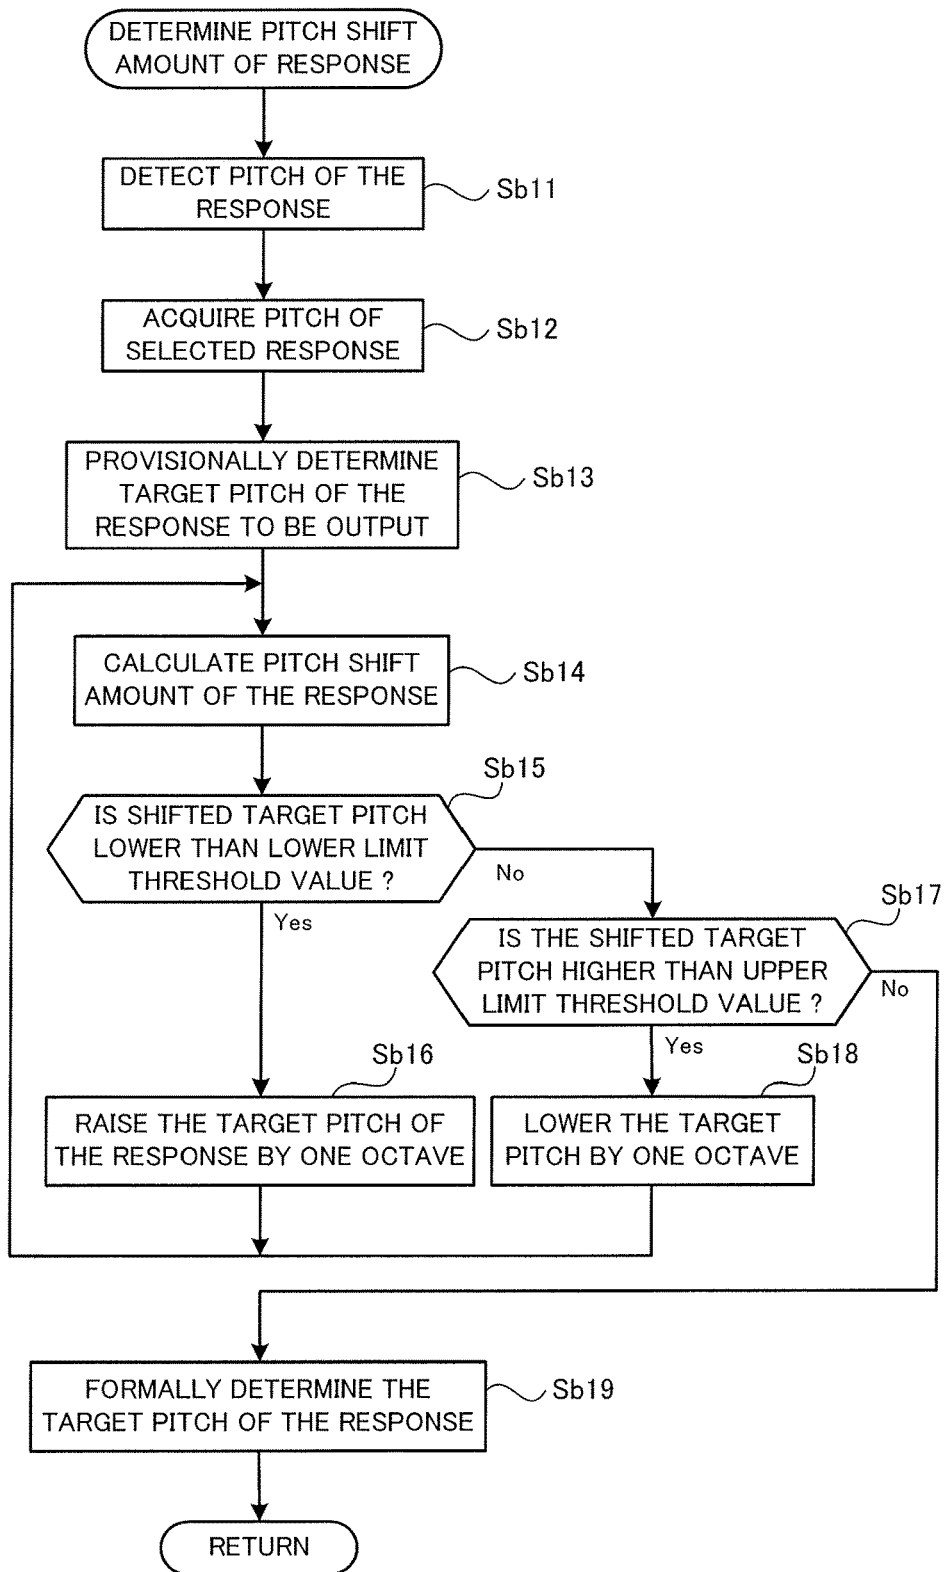 DETERMINE PITCH SHIFT
AMOUNT OF RESPONSE
DETECT PITCH OF THE
RESPONSE
Sb11
ACQUIRE PITCH OF
SELECTED RESPONSE
Sb12
PROVISIONALLY DETERMINE
TARGET PITCH OF THE
RESPONSE TO BE OUTPUT
Sb13
CALCULATE PITCH SHIFT
AMOUNT OF THE RESPONSE
Sb14
Sb15
IS SHIFTED TARGET PITCH
LOWER THAN LOWER LIMIT
THRESHOLD VALUE ?
No
Yes
Sb17
IS THE SHIFTED TARGET
PITCH HIGHER THAN UPPER
LIMIT THRESHOLD VALUE ?
No
Yes
Sb16
RAISE THE TARGET PITCH OF
THE RESPONSE BY ONE OCTAVE
Sb18
LOWER THE TARGET
PITCH BY ONE OCTAVE
FORMALLY DETERMINE THE
TARGET PITCH OF THE RESPONSE
Sb19
RETURN